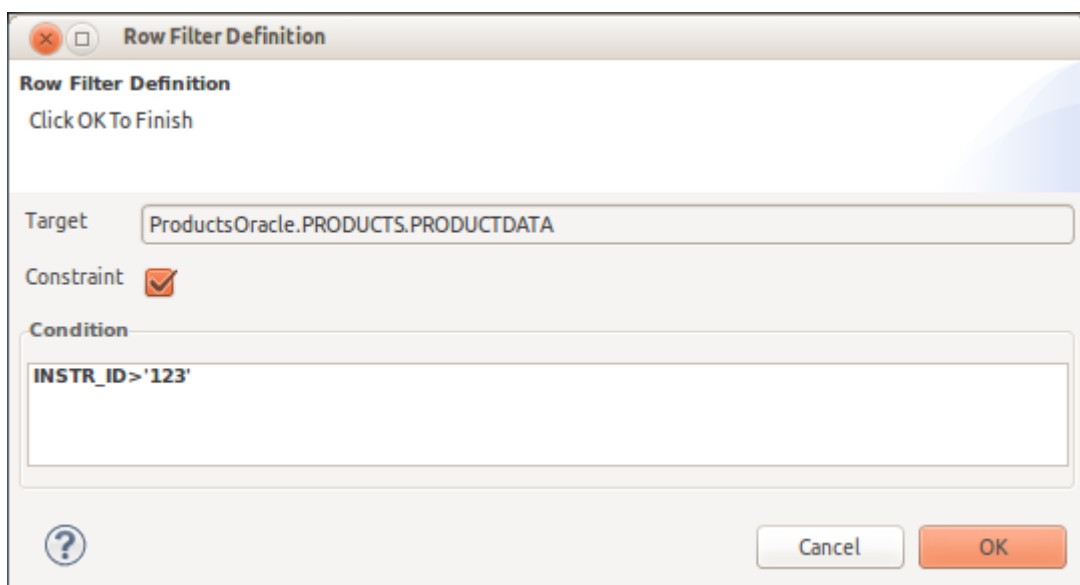 Row Filter Definition
Row Filter Definition
Click OK To Finish
Target ProductsOracle.PRODUCTS.PRODUCTDATA
Constraint
Condition
INSTR_ID>'123'
?
Cancel OK